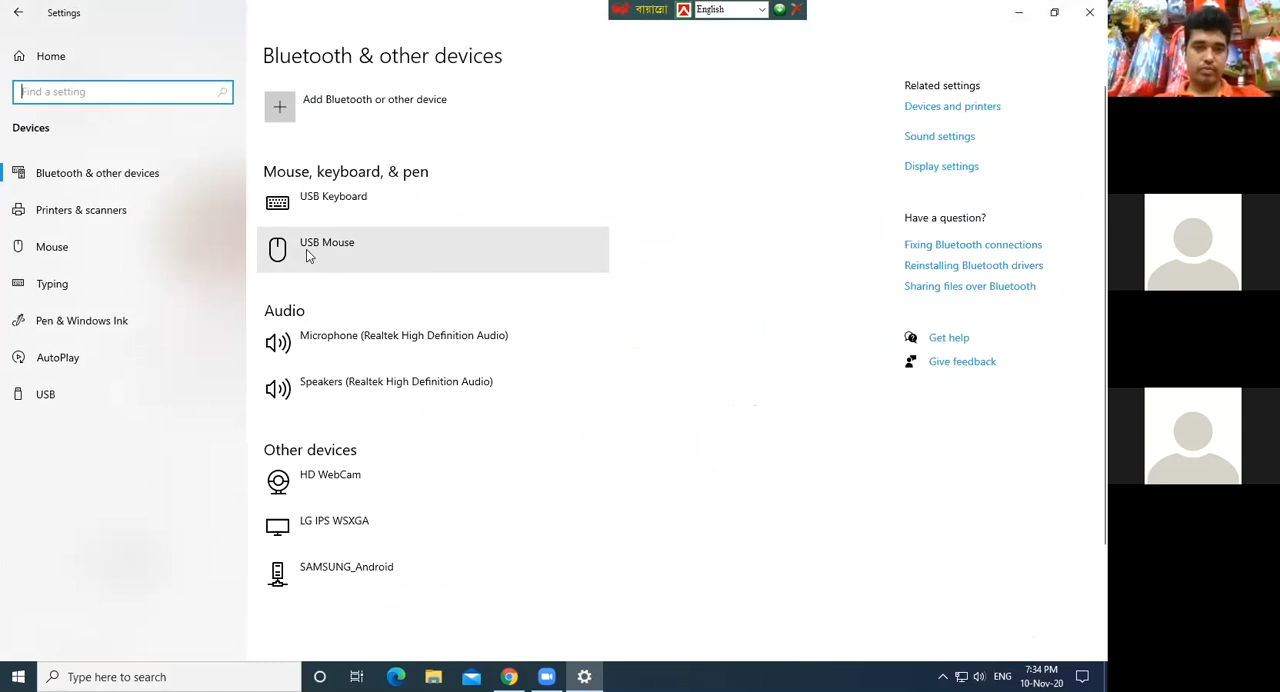 Settings
বায়ান্নো
English
Home
Find a setting
Devices
Bluetooth & other devices
Printers & scanners
Mouse
Typing
Pen & Windows Ink
AutoPlay
USB
Bluetooth & other devices
Add Bluetooth or other device
Mouse, keyboard, & pen
USB Keyboard
USB Mouse
Audio
Microphone (Realtek High Definition Audio)
Speakers (Realtek High Definition Audio)
Other devices
HD WebCam
LG IPS WSXGA
SAMSUNG_Android
Related settings
Devices and printers
Sound settings
Display settings
Have a question?
Fixing Bluetooth connections
Reinstalling Bluetooth drivers
Sharing files over Bluetooth
Get help
Give feedback
Type here to search
ENG
7:34 PM
10-Nov-20